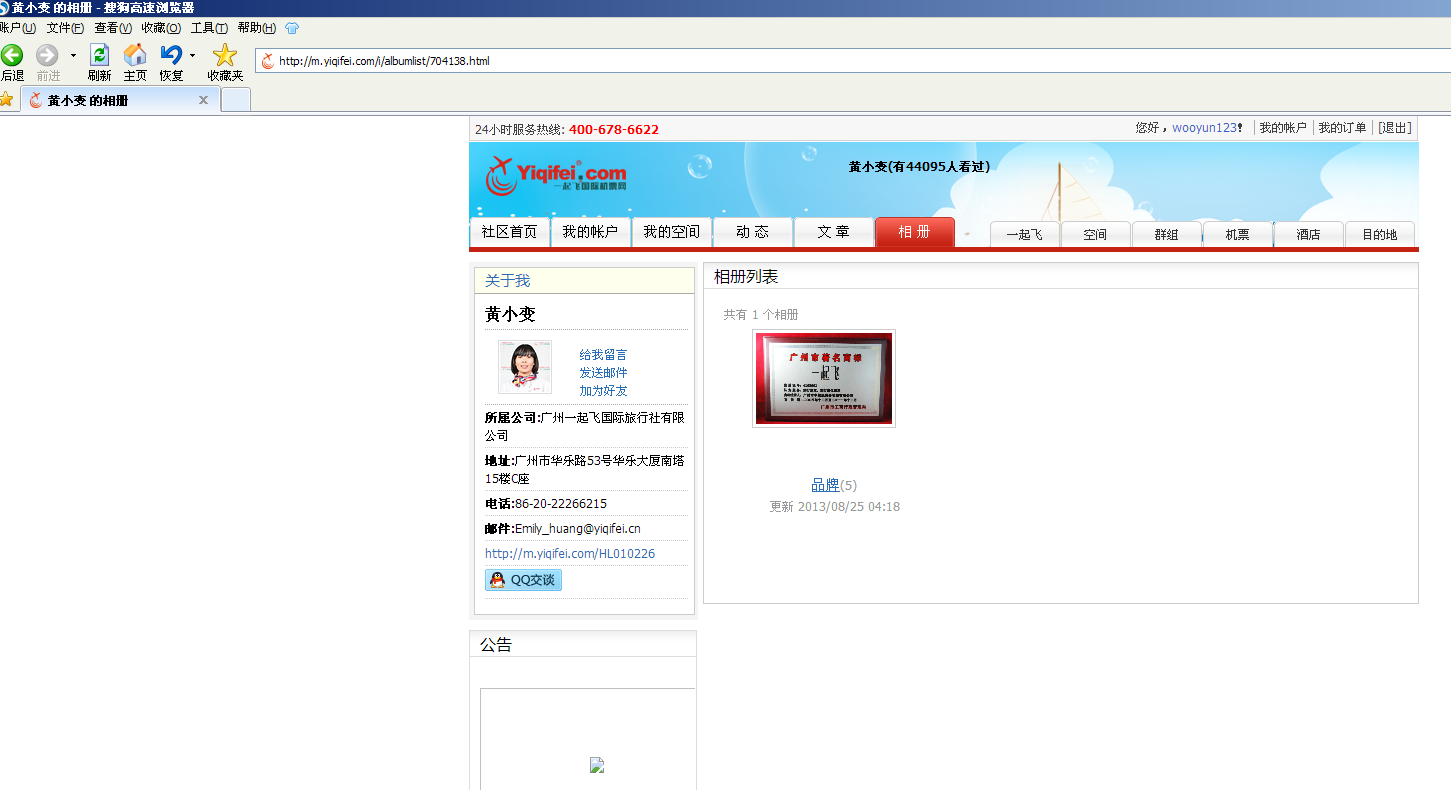 黄小变 的相册 - 搜狗高速浏览器
账户(U) 文件(F) 查看(V) 收藏(O) 工具(T) 帮助(H)
后退 前进 刷新 主页 恢复 收藏夹
http://m.yiqifei.com/i/albumlist/704138.html
黄小变 的相册
24小时服务热线: 400-678-6622
您好，wooyun123! 我的帐户 我的订单 [退出]
Yiqifei.com
一起飞国际机票网
黄小变(有44095人看过)
社区首页 我的帐户 我的空间 动 态 文 章 相 册 一起飞 空间 群组 机票 酒店 目的地
关于我
黄小变
给我留言
发送邮件
加为好友
所属公司:广州一起飞国际旅行社有限
公司
地址:广州市华乐路53号华乐大厦南塔
15楼C座
电话:86-20-22266215
邮件:Emily_huang@yiqifei.cn
http://m.yiqifei.com/HL010226
QQ交谈
公告
相册列表
共有 1 个相册
广州市著名商标
一起飞
品牌(5)
更新 2013/08/25 04:18